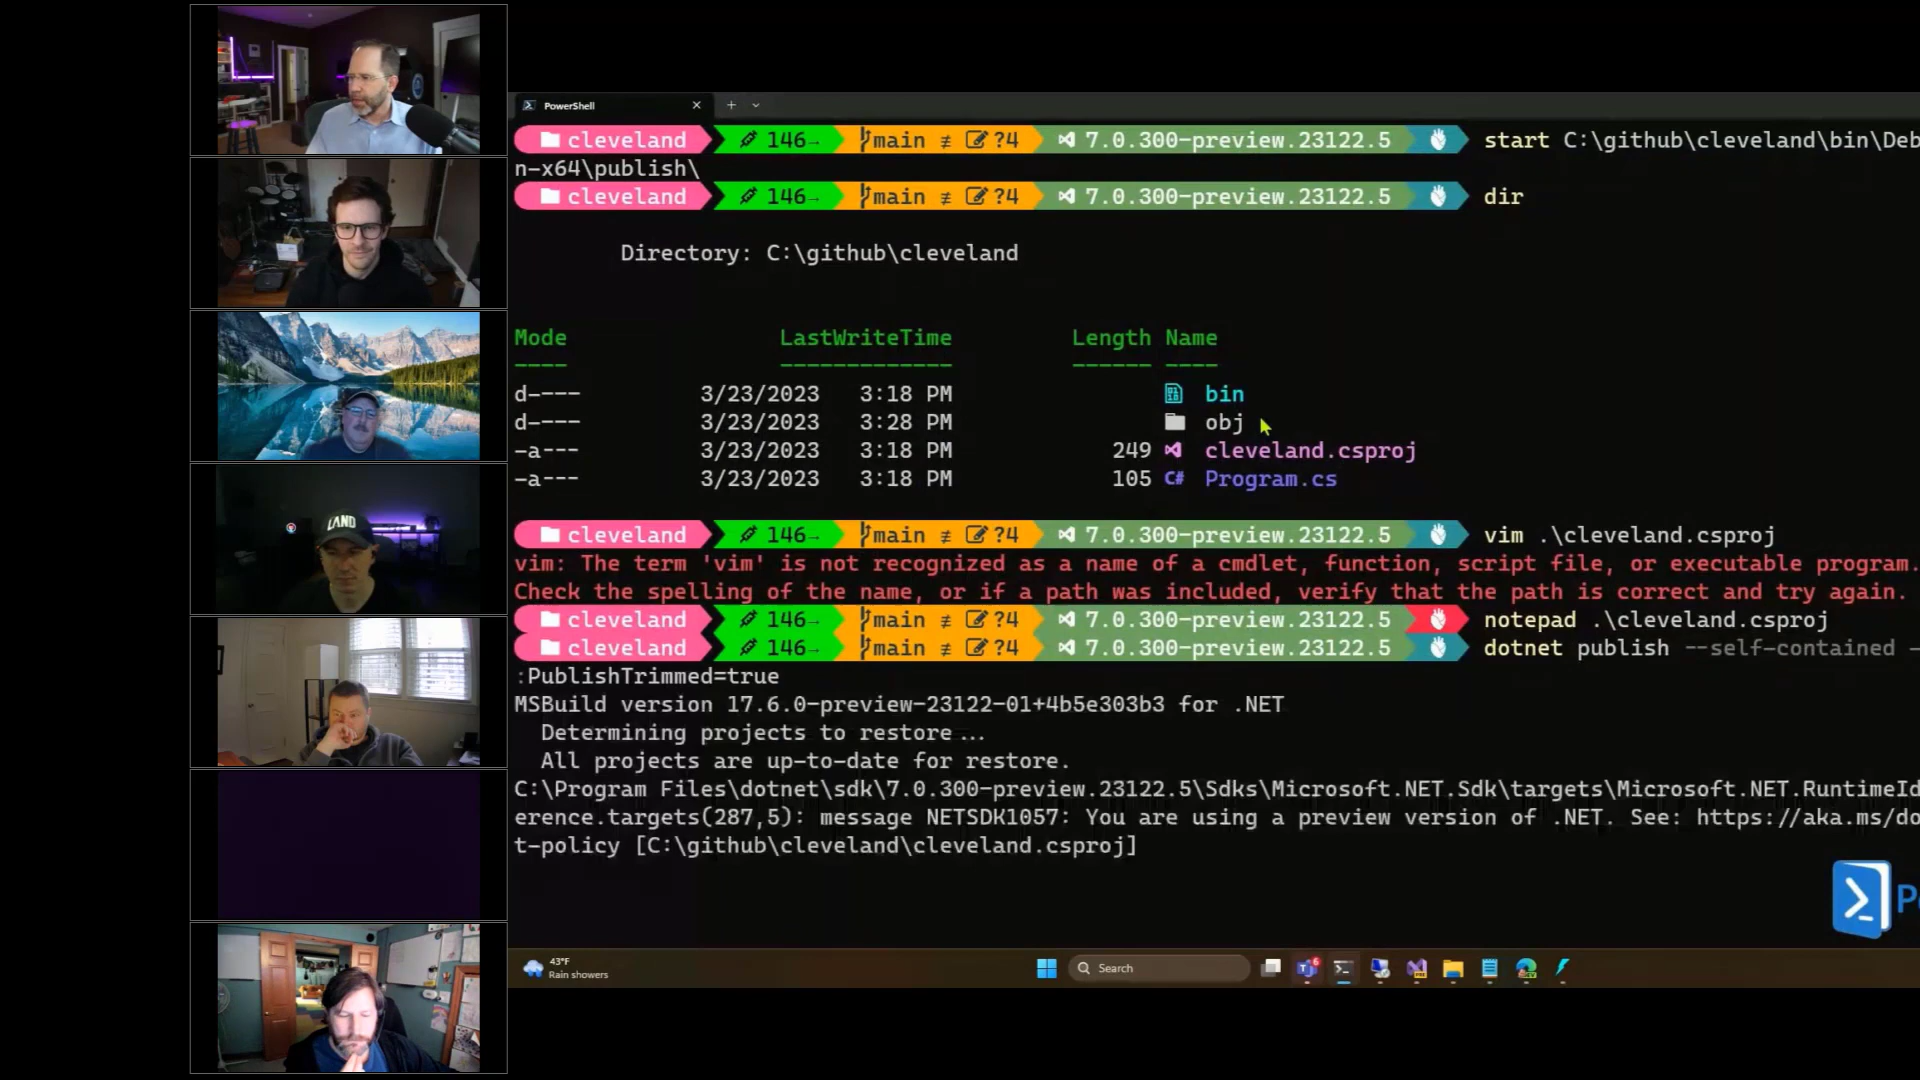 LAND
PowerShell
cleveland 146→ main ≢ ?4 7.0.300-preview.23122.5 start C:\github\cleveland\bin\Deb
n-x64\publish\
cleveland 146→ main ≢ ?4 7.0.300-preview.23122.5 dir
Directory: C:\github\cleveland
Mode LastWriteTime Length Name
---- ------------- ------ ----
d---- 3/23/2023 3:18 PM bin
d---- 3/23/2023 3:28 PM obj
-a--- 3/23/2023 3:18 PM 249 cleveland.csproj
-a--- 3/23/2023 3:18 PM 105 C# Program.cs
cleveland 146→ main ≢ ?4 7.0.300-preview.23122.5 vim .\cleveland.csproj
vim: The term 'vim' is not recognized as a name of a cmdlet, function, script file, or executable program.
Check the spelling of the name, or if a path was included, verify that the path is correct and try again.
cleveland 146→ main ≢ ?4 7.0.300-preview.23122.5 notepad .\cleveland.csproj
cleveland 146→ main ≢ ?4 7.0.300-preview.23122.5 dotnet publish --self-contained -
:PublishTrimmed=true
MSBuild version 17.6.0-preview-23122-01+4b5e303b3 for .NET
Determining projects to restore...
All projects are up-to-date for restore.
C:\Program Files\dotnet\sdk\7.0.300-preview.23122.5\Sdks\Microsoft.NET.Sdk\targets\Microsoft.NET.RuntimeId
erence.targets(287,5): message NETSDK1057: You are using a preview version of .NET. See: https://aka.ms/do
t-policy [C:\github\cleveland\cleveland.csproj]
P
43°F
Rain showers
Search